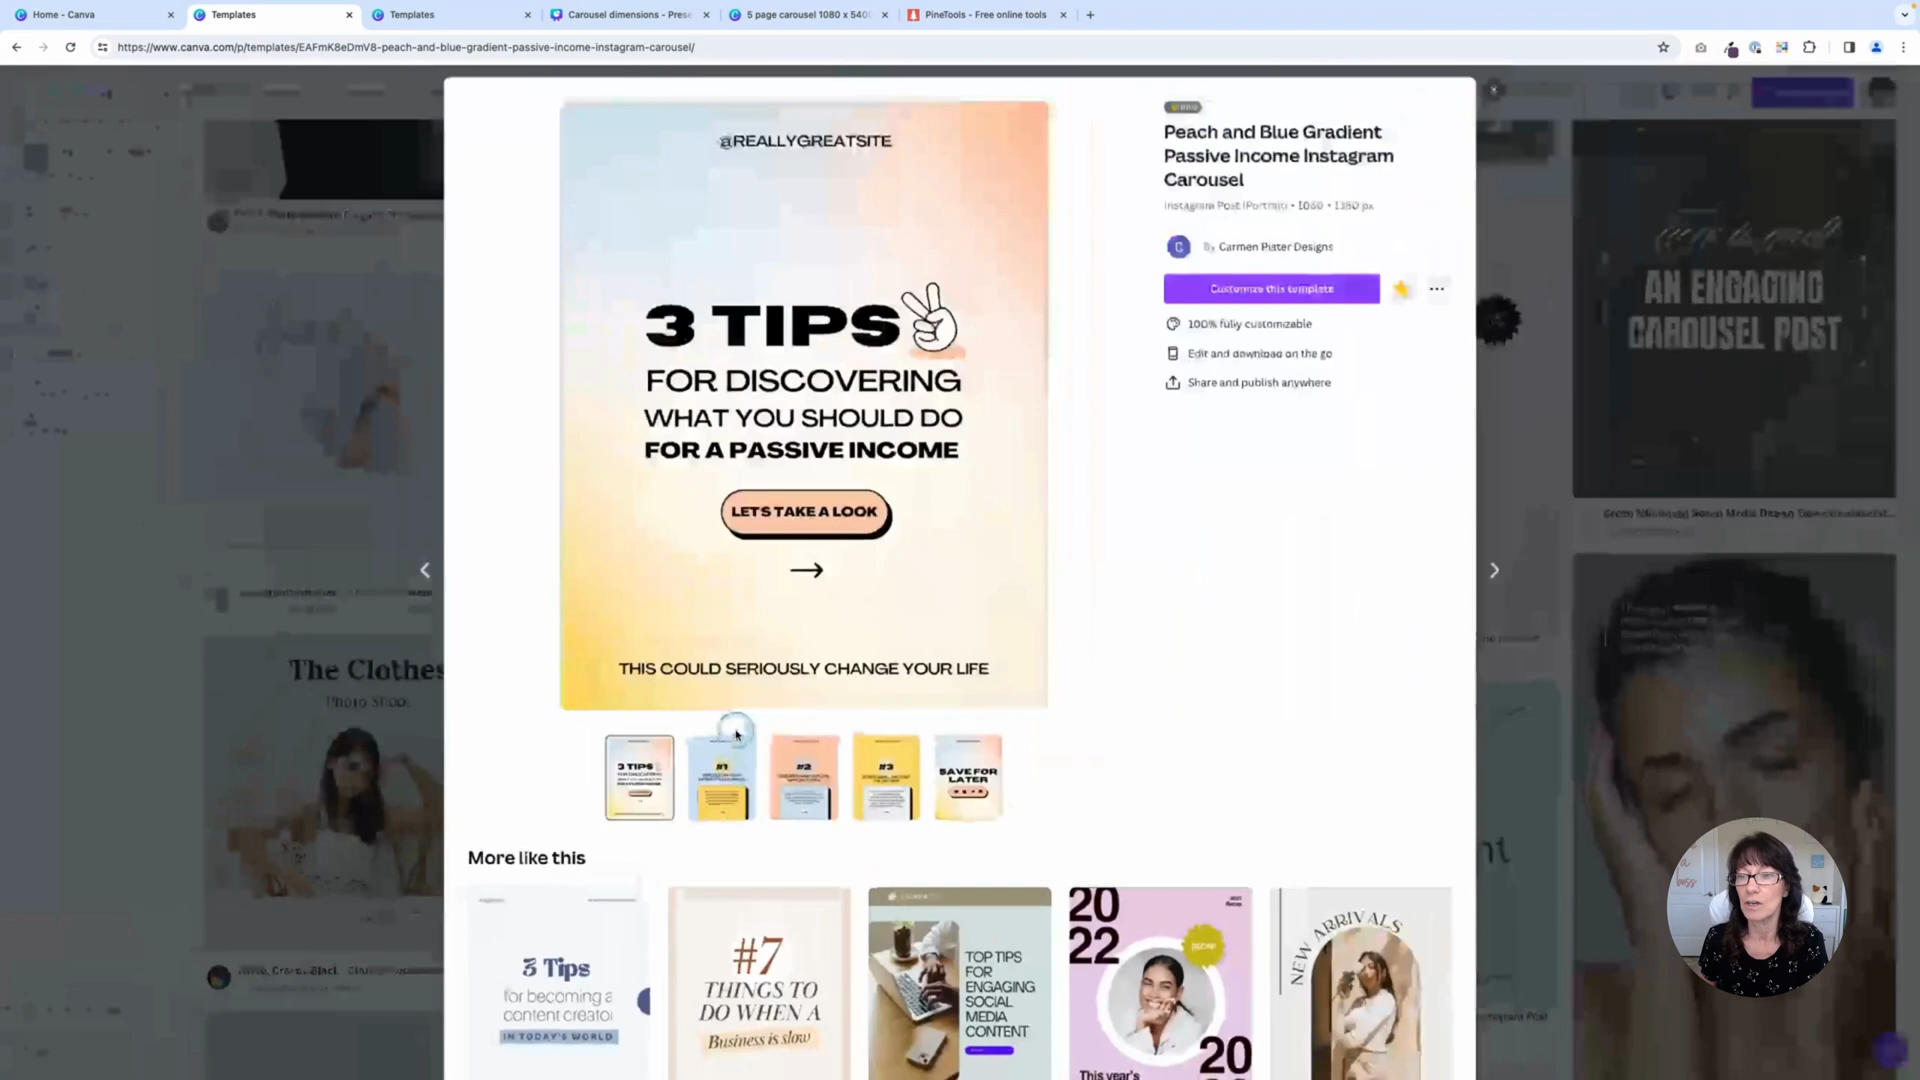 Home - Canva
Templates
Templates
Carousel dimensions - Prese
5 page carousel 1080 x 5400
PineTools - Free online tools
https://www.canva.com/p/templates/EAFmK8eDmV8-peach-and-blue-gradient-passive-income-instagram-carousel/
@REALLYGREATSITE
3 TIPS
FOR DISCOVERING
WHAT YOU SHOULD DO
FOR A PASSIVE INCOME
LETS TAKE A LOOK
THIS COULD SERIOUSLY CHANGE YOUR LIFE
Peach and Blue Gradient
Passive Income Instagram
Carousel
Instagram Post (Portrait)
C
By Carmen Pister Designs
Customize this template
100% fully customizable
Edit and download on the go
Share and publish anywhere
AN ENGAGING
CAROUSEL POST
The Clothes
Photo Shoot
3 TIPS
#1
#2
#3
SAVE FOR
LATER
More like this
3 Tips
for becoming a
content creator
IN TODAY'S WORLD
#7
THINGS TO
DO WHEN A
Business is slow
TOP TIPS
FOR
ENGAGING
SOCIAL
MEDIA
CONTENT
20
22
This year's
20
NEW ARRIVALS